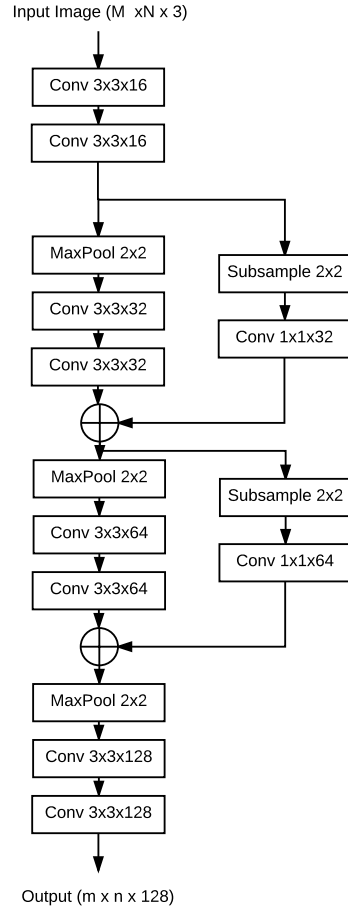 Input Image (M  xN x 3)
Conv 3x3x16
Conv 3x3x16
MaxPool 2x2
Subsample 2x2
Conv 3x3x32
Conv 1x1x32
Conv 3x3x32
MaxPool 2x2
Subsample 2x2
Conv 3x3x64
Conv 1x1x64
Conv 3x3x64
MaxPool 2x2
Conv 3x3x128
Conv 3x3x128
Output (m x n x 128)